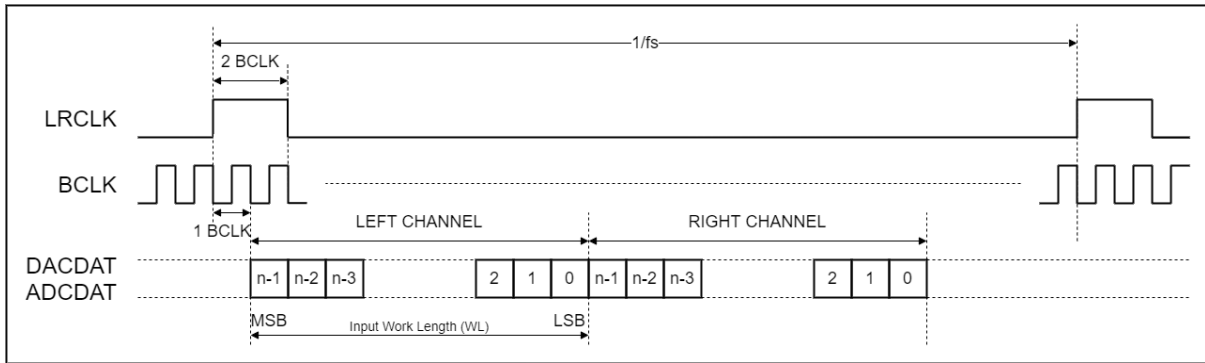 1/fs
2 BCLK
LRCLK
BCLK
1 BCLK
LEFT CHANNEL RIGHT CHANNEL
DACDAT
ADCDAT
n-1 n-2 n-3 2 1 0 n-1 n-2 n-3 2 1 0
MSB Input Work Length (WL) LSB